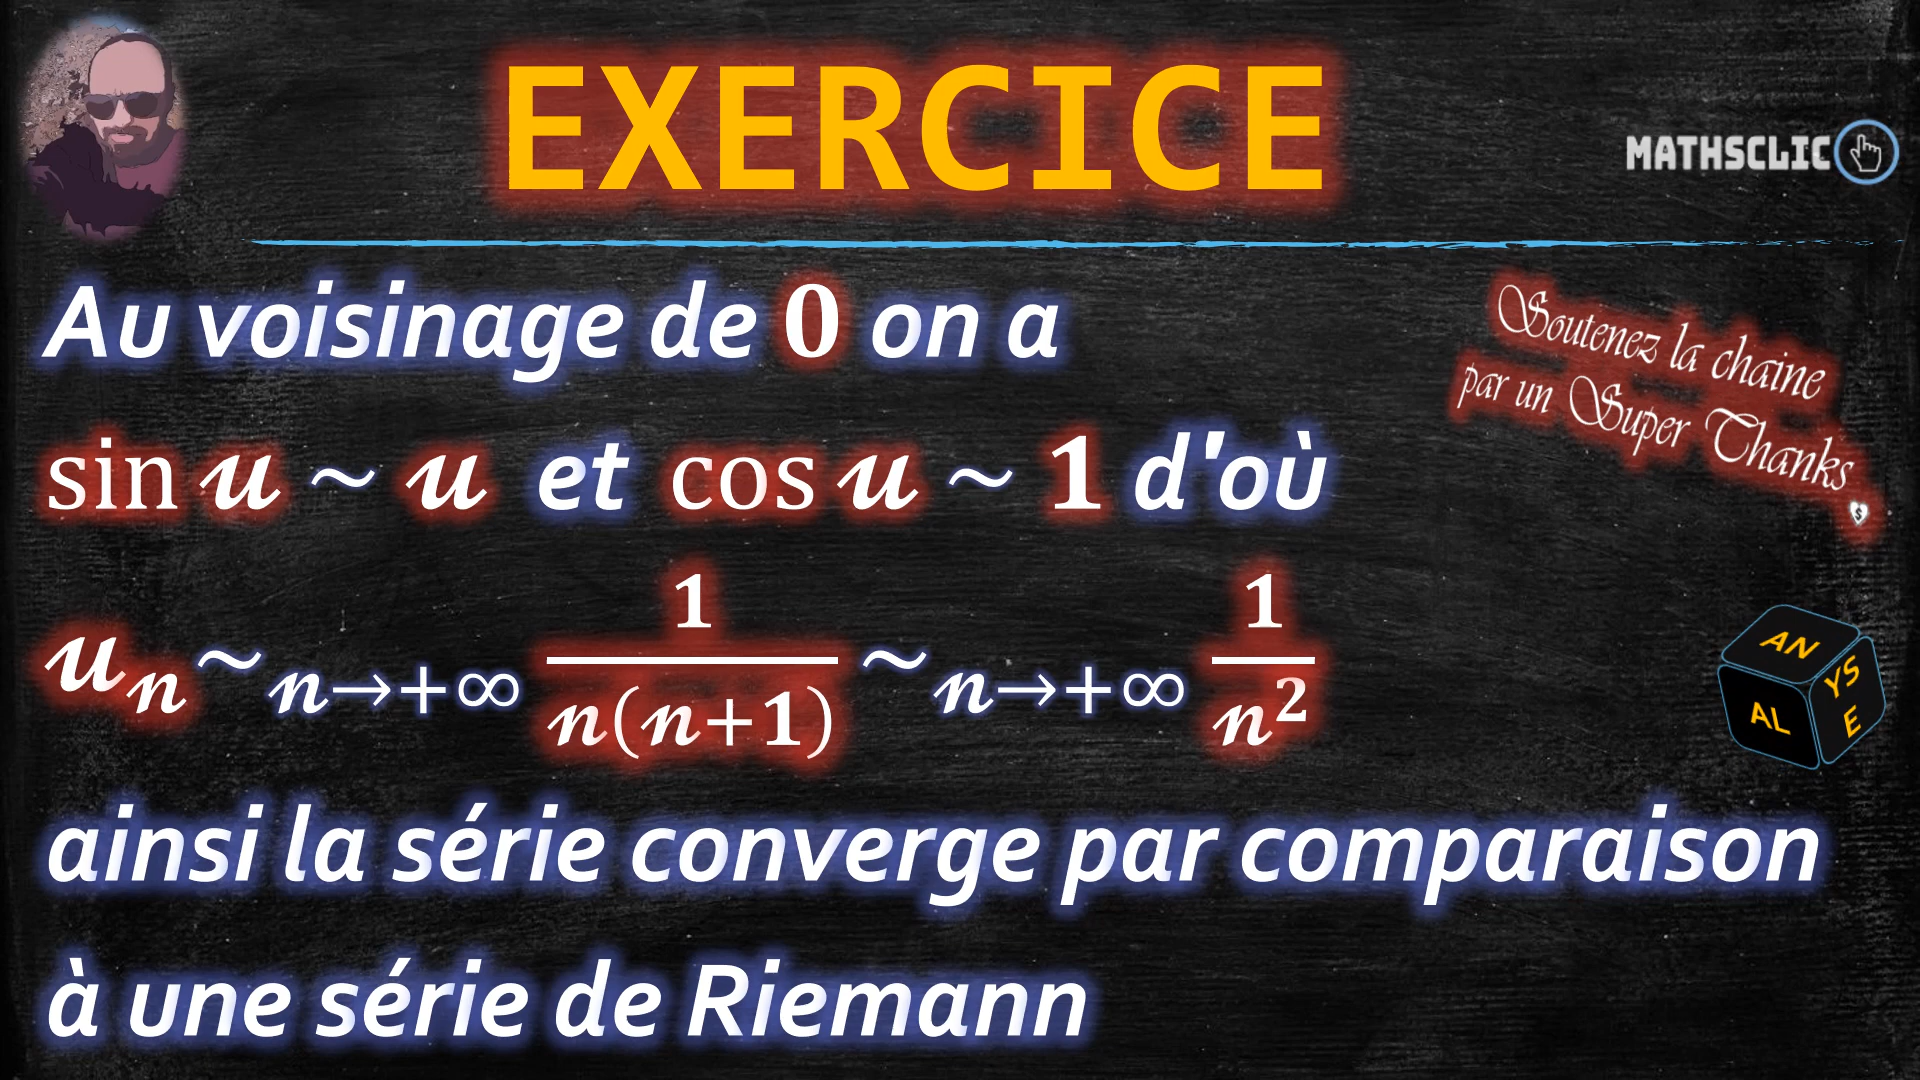 EXERCICE
MATHSCLIC
Au voisinage de 0 on a
Soutenez la chaine
par un Super Thanks
sin u ~ u et cos u ~ 1 d'où
uₙ ~ₙ→+∞ 1/(n(n+1)) ~ₙ→+∞ 1/n²
AN
AL
YS
E
ainsi la série converge par comparaison
à une série de Riemann